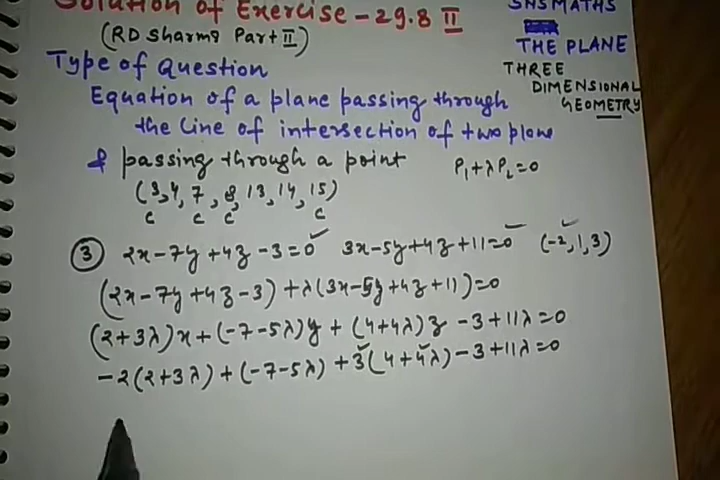 Solution of Exercise-29.8 II
(RD Sharma Part II)
SNSMATHS
THE PLANE
THREE
DIMENSIONAL
GEOMETRY
Type of Question
Equation of a plane passing through
the line of intersection of two plane
& passing through a point P₁+λP₂=0
(3,4, 7, 8, 13, 14, 15)
c c c c
③ 2x-7y+4z-3=0 3x-5y+4z+11=0 (-2,1,3)
(2x-7y+4z-3)+λ(3x-5y+4z+11)=0
(2+3λ)x+(-7-5λ)y+(4+4λ)z-3+11λ=0
-2(2+3λ)+(-7-5λ)+3(4+4λ)-3+11λ=0